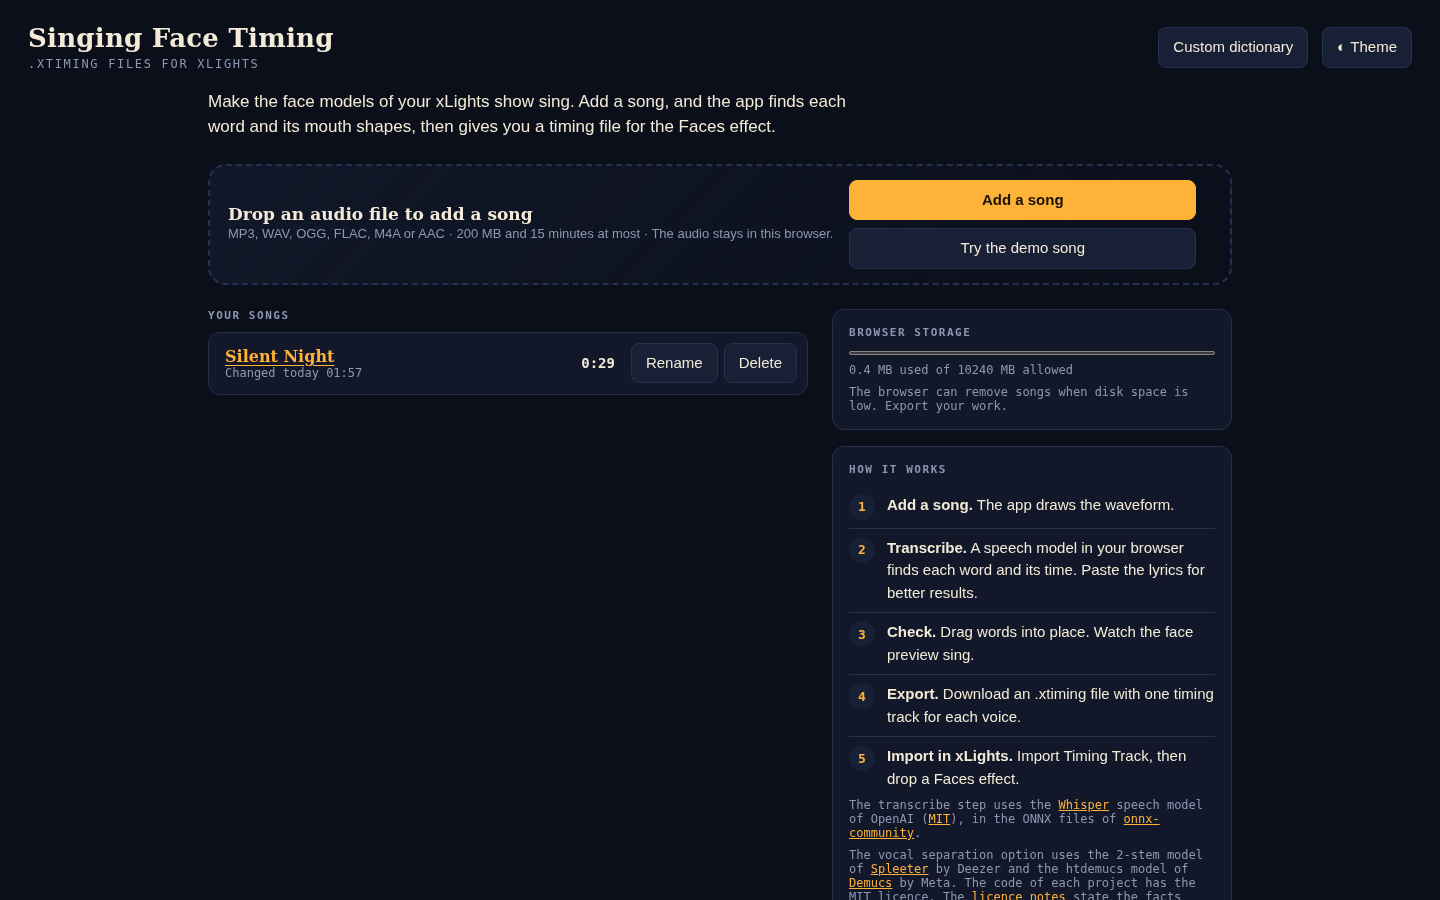 Singing Face Timing
.XTIMING FILES FOR XLIGHTS
Custom dictionary
Theme
Make the face models of your xLights show sing. Add a song, and the app finds each
word and its mouth shapes, then gives you a timing file for the Faces effect.
Drop an audio file to add a song
MP3, WAV, OGG, FLAC, M4A or AAC · 200 MB and 15 minutes at most · The audio stays in this browser.
Add a song
Try the demo song
YOUR SONGS
Silent Night
Changed today 01:57
0:29
Rename
Delete
BROWSER STORAGE
0.4 MB used of 10240 MB allowed
The browser can remove songs when disk space is
low. Export your work.
HOW IT WORKS
1 Add a song. The app draws the waveform.
2 Transcribe. A speech model in your browser
finds each word and its time. Paste the lyrics for
better results.
3 Check. Drag words into place. Watch the face
preview sing.
4 Export. Download an .xtiming file with one timing
track for each voice.
5 Import in xLights. Import Timing Track, then
drop a Faces effect.
The transcribe step uses the Whisper speech model
of OpenAI (MIT), in the ONNX files of onnx-
community.
The vocal separation option uses the 2-stem model
of Spleeter by Deezer and the htdemucs model of
Demucs by Meta. The code of each project has the
MIT licence. The licence notes state the facts